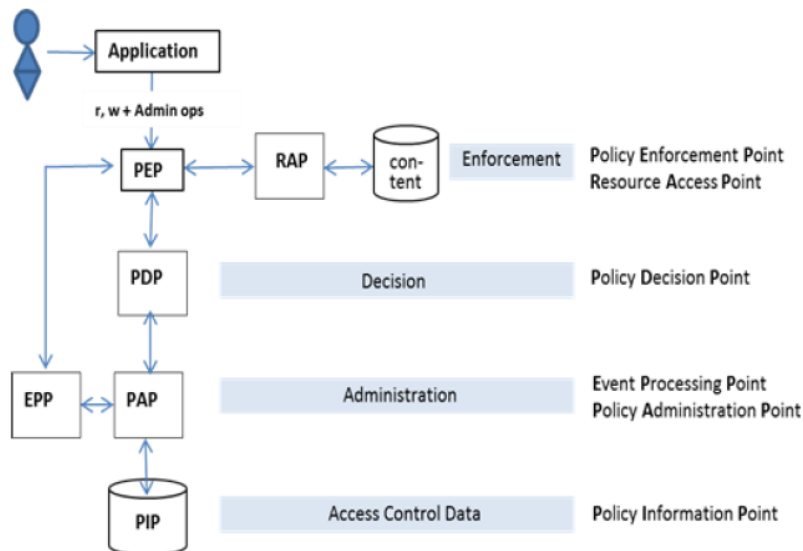 Application
r, w + Admin ops
PEP
RAP
con-
tent
Enforcement
Policy Enforcement Point
Resource Access Point
PDP
Decision
Policy Decision Point
EPP
PAP
Administration
Event Processing Point
Policy Administration Point
PIP
Access Control Data
Policy Information Point